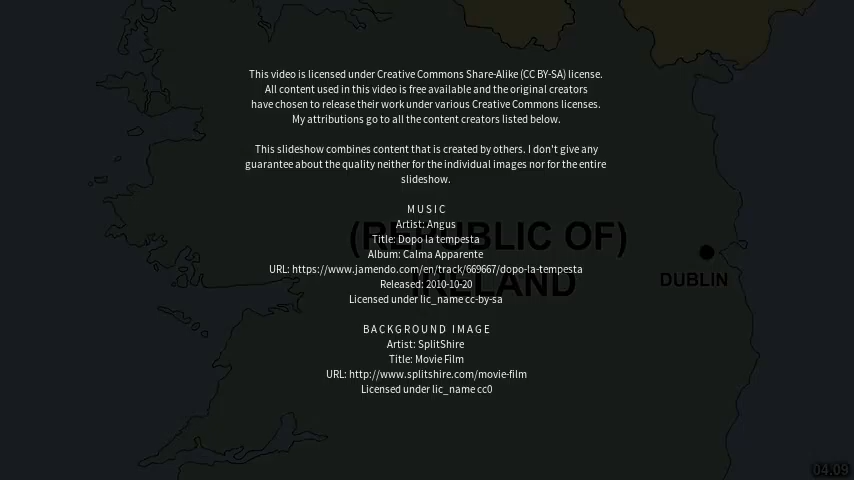 This video is licensed under Creative Commons Share-Alike (CC BY-SA) license.
All content used in this video is free available and the original creators
have chosen to release their work under various Creative Commons licenses.
My attributions go to all the content creators listed below.
This slideshow combines content that is created by others. I don't give any
guarantee about the quality neither for the individual images nor for the entire
slideshow.
MUSIC
Artist: Angus
Title: Dopo la tempesta
Album: Calma Apparente
URL: https://www.jamendo.com/en/track/669667/dopo-la-tempesta
Released: 2010-10-20
Licensed under lic_name cc-by-sa
BACKGROUND IMAGE
Artist: SplitShire
Title: Movie Film
URL: http://www.splitshire.com/movie-film
Licensed under lic_name cc0
(REPUBLIC OF)
IRELAND
DUBLIN
04.09